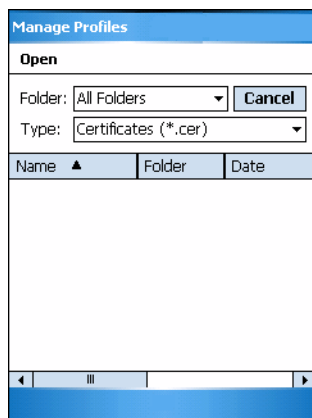 Manage Profiles
Open
Folder: All Folders Cancel
Type: Certificates (*.cer)
Name Folder Date